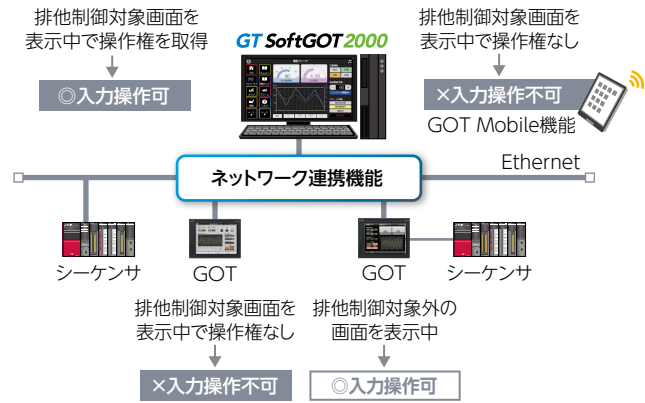 排他制御対象画面を
表示中で操作権を取得
◎入力操作可
GT SoftGOT2000
排他制御対象画面を
表示中で操作権なし
×入力操作不可
GOT Mobile機能
Ethernet
ネットワーク連携機能
シーケンサ
GOT
GOT
シーケンサ
排他制御対象画面を
表示中で操作権なし
×入力操作不可
排他制御対象外の
画面を表示中
◎入力操作可